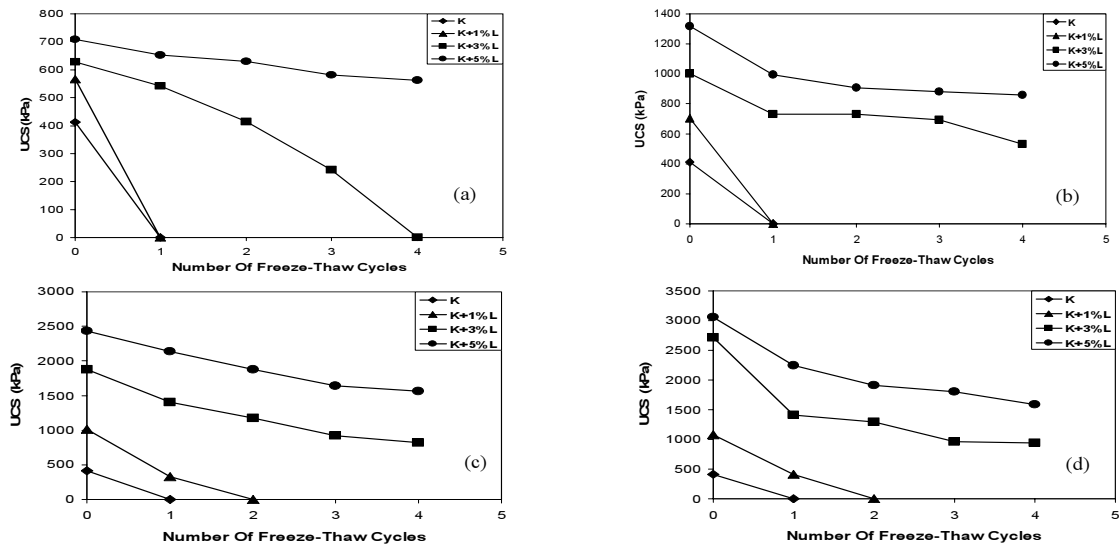 800
700
600
500
400
300
200
100
0
UCS (kPa)
0 1 2 3 4 5
Number Of Freeze-Thaw Cycles
K
K+1%L
K+3%L
K+5%L
(a)
1400
1200
1000
800
600
400
200
0
UCS (kPa)
0 1 2 3 4 5
Number Of Freeze-Thaw Cycles
K
K+1%L
K+3%L
K+5%L
(b)
3000
2500
2000
1500
1000
500
0
UCS (kPa)
0 1 2 3 4 5
Number Of Freeze-Thaw Cycles
K
K+1%L
K+3%L
K+5%L
(c)
3500
3000
2500
2000
1500
1000
500
0
UCS (kPa)
0 1 2 3 4 5
Number Of Freeze-Thaw Cycles
K
K+1%L
K+3%L
K+5%L
(d)